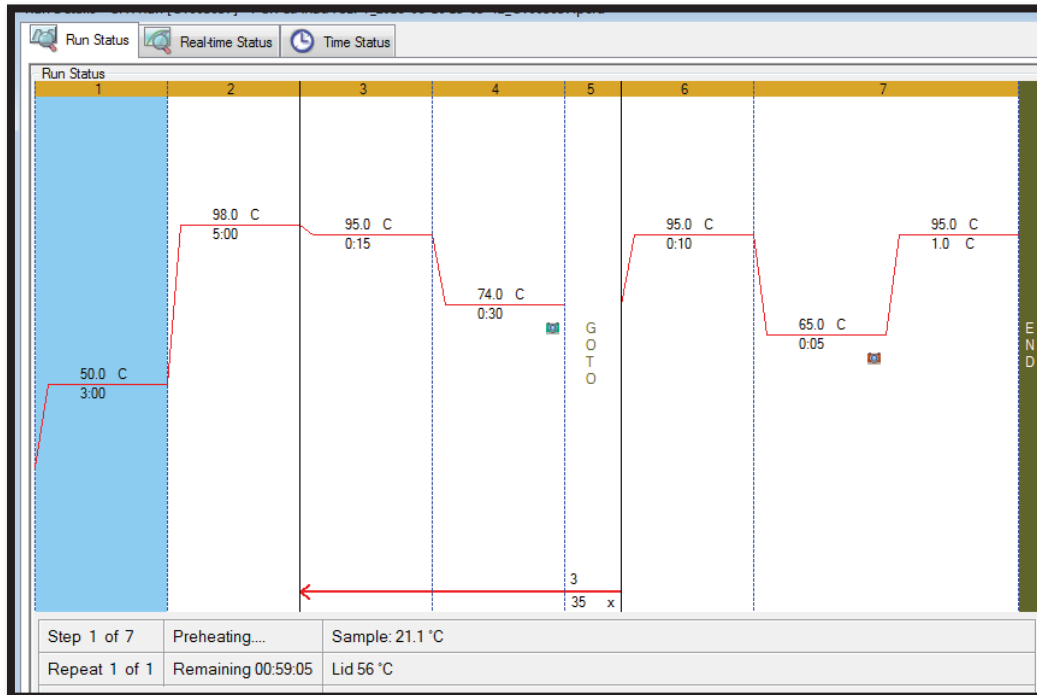 Run Status Real-time Status Time Status
Run Status
1 2 3 4 5 6 7
98.0 C
5:00
95.0 C
0:15
95.0 C
0:10
95.0 C
1.0 C
74.0 C
0:30
65.0 C
0:05
50.0 C
3:00
GOTO
END
3
35 x
Step 1 of 7 Preheating.... Sample: 21.1 °C
Repeat 1 of 1 Remaining 00:59:05 Lid 56 °C